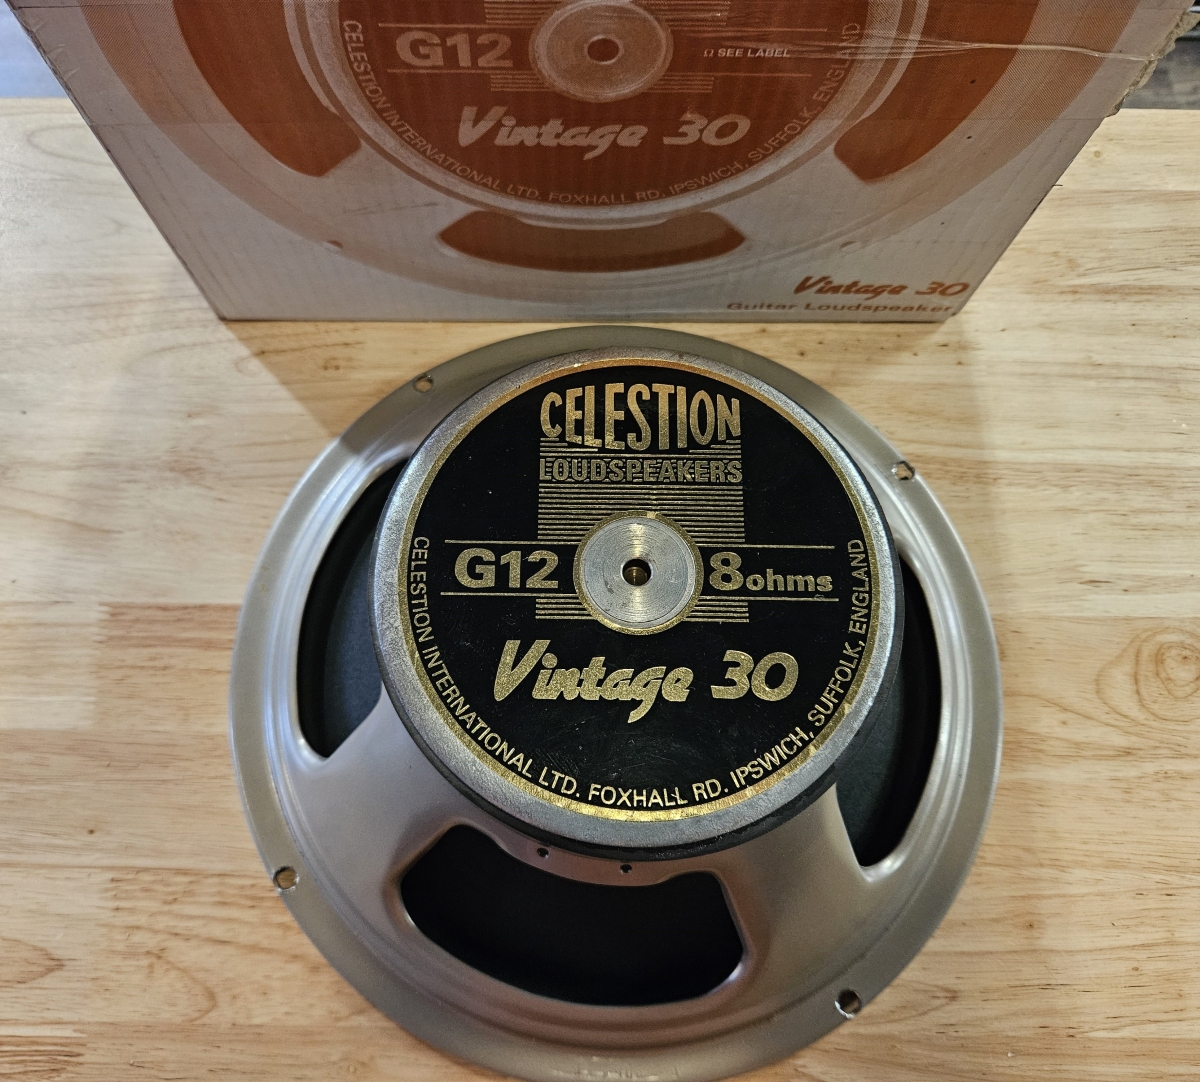 G12
Ω SEE LABEL
Vintage 30
CELESTION INTERNATIONAL LTD. FOXHALL RD. IPSWICH, SUFFOLK, ENGLAND
Vintage 30
Guitar Loudspeaker
CELESTION
LOUDSPEAKERS
G12 8ohms
Vintage 30
CELESTION INTERNATIONAL LTD. FOXHALL RD. IPSWICH, SUFFOLK, ENGLAND